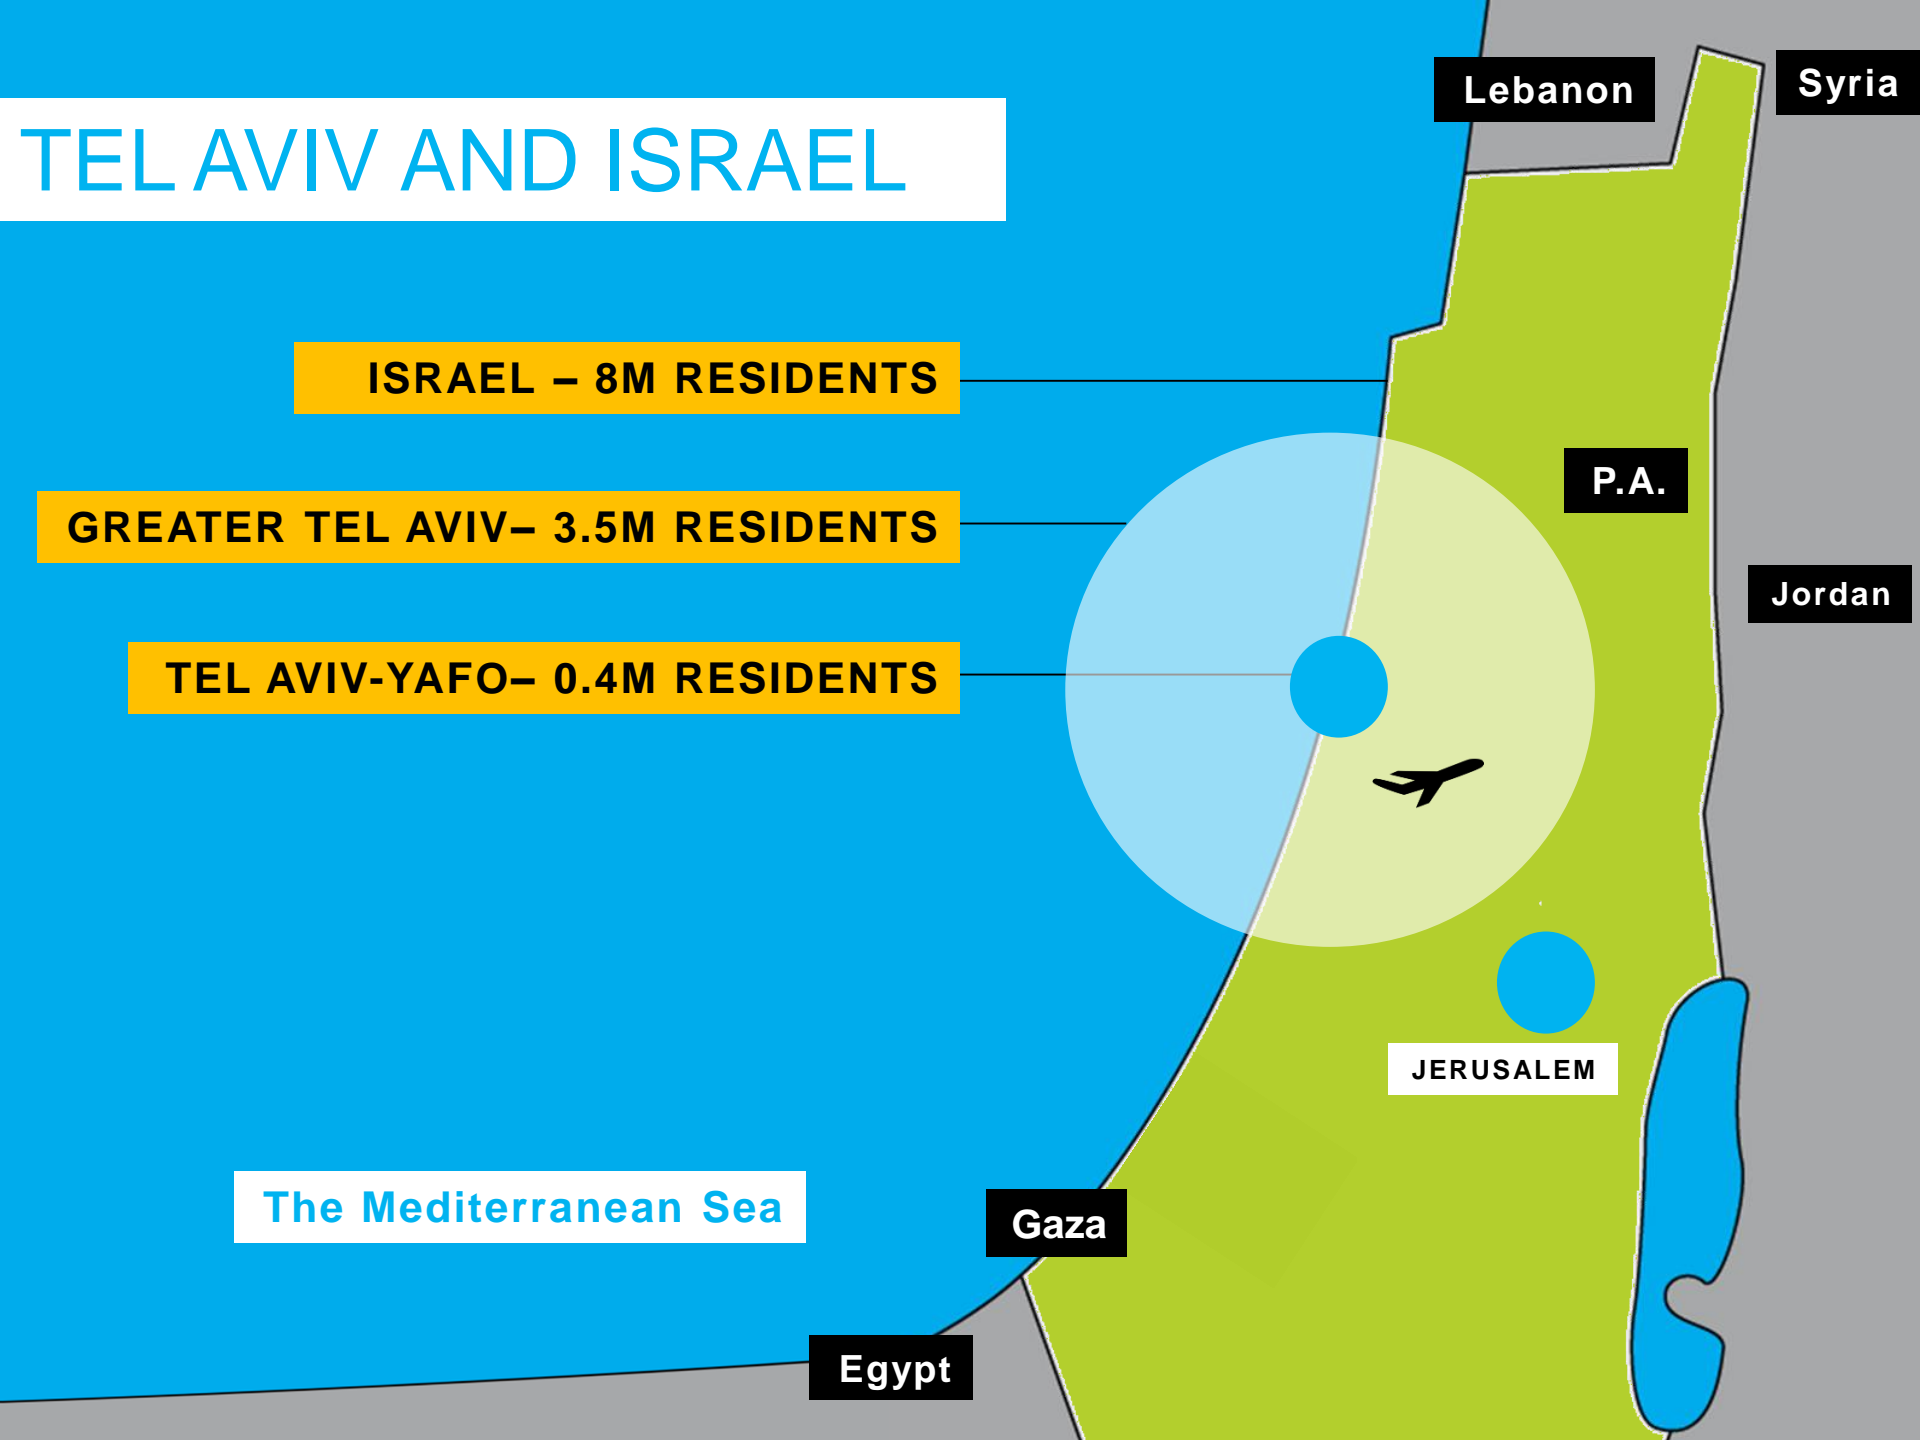 Lebanon
Syria
TEL AVIV AND ISRAEL
ISRAEL – 8M RESIDENTS
P.A.
GREATER TEL AVIV– 3.5M RESIDENTS
Jordan
TEL AVIV-YAFO– 0.4M RESIDENTS
JERUSALEM
The Mediterranean Sea
Gaza
Egypt